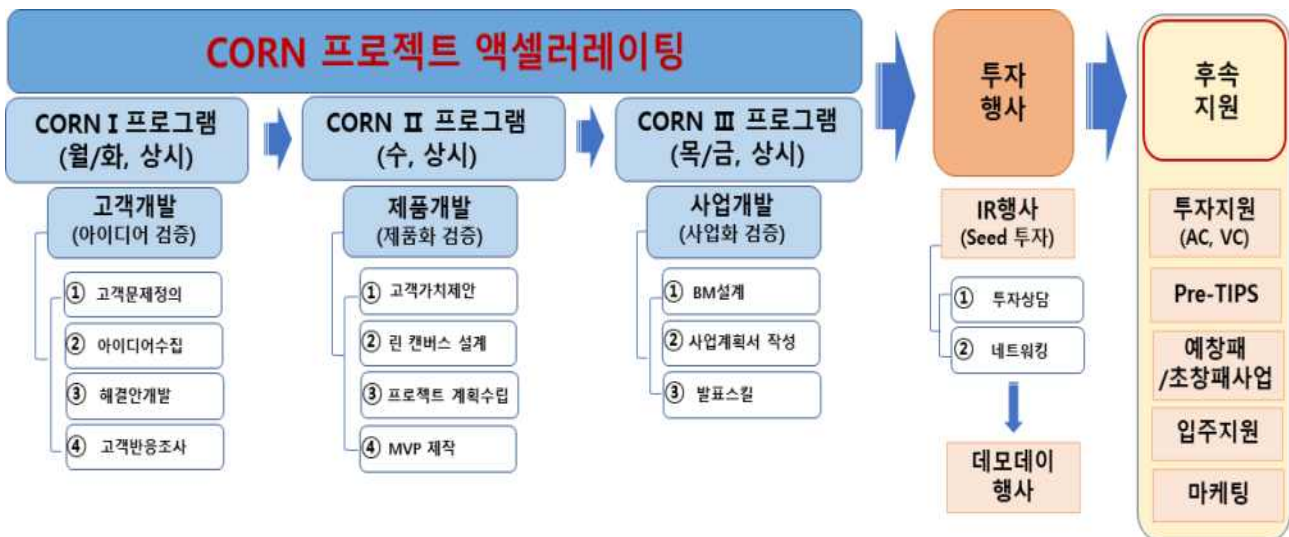 CORN 프로젝트 액셀러레이팅
CORN Ⅰ 프로그램
(월/화, 상시)
고객개발
(아이디어 검증)
① 고객문제정의
② 아이디어수집
③ 해결안개발
④ 고객반응조사
CORN Ⅱ 프로그램
(수, 상시)
제품개발
(제품화 검증)
① 고객가치제안
② 린 캔버스 설계
③ 프로젝트 계획수립
④ MVP 제작
CORN Ⅲ 프로그램
(목/금, 상시)
사업개발
(사업화 검증)
① BM설계
② 사업계획서 작성
③ 발표스킬
투자
행사
IR행사
(Seed 투자)
① 투자상담
② 네트워킹
데모데이
행사
후속
지원
투자지원
(AC, VC)
Pre-TIPS
예창패
/초창패사업
입주지원
마케팅